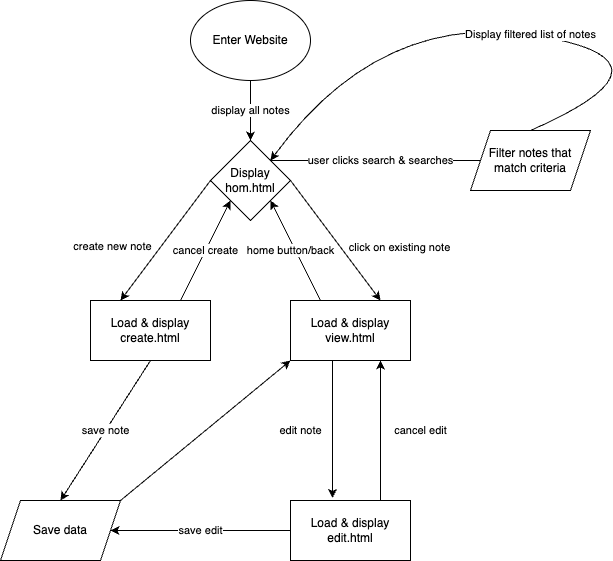 Enter Website
Display filtered list of notes
display all notes
user clicks search & searches
Filter notes that
match criteria
Display
hom.html
create new note
cancel create
home button/back
click on existing note
Load & display
create.html
Load & display
view.html
save note
edit note
cancel edit
Save data
save edit
Load & display
edit.html